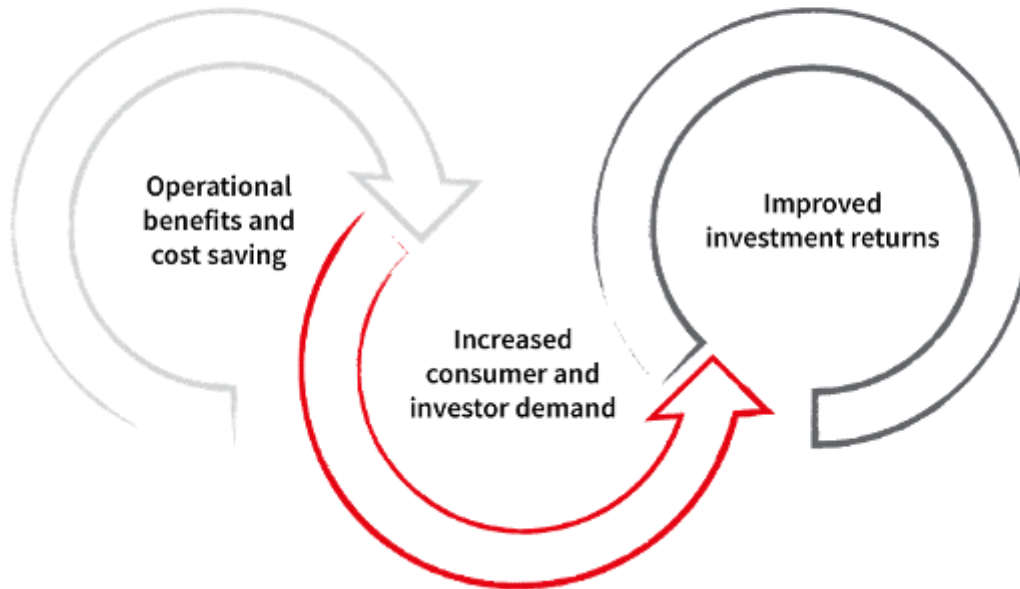 Operational
benefits and
cost saving
Increased
consumer and
investor demand
Improved
investment returns